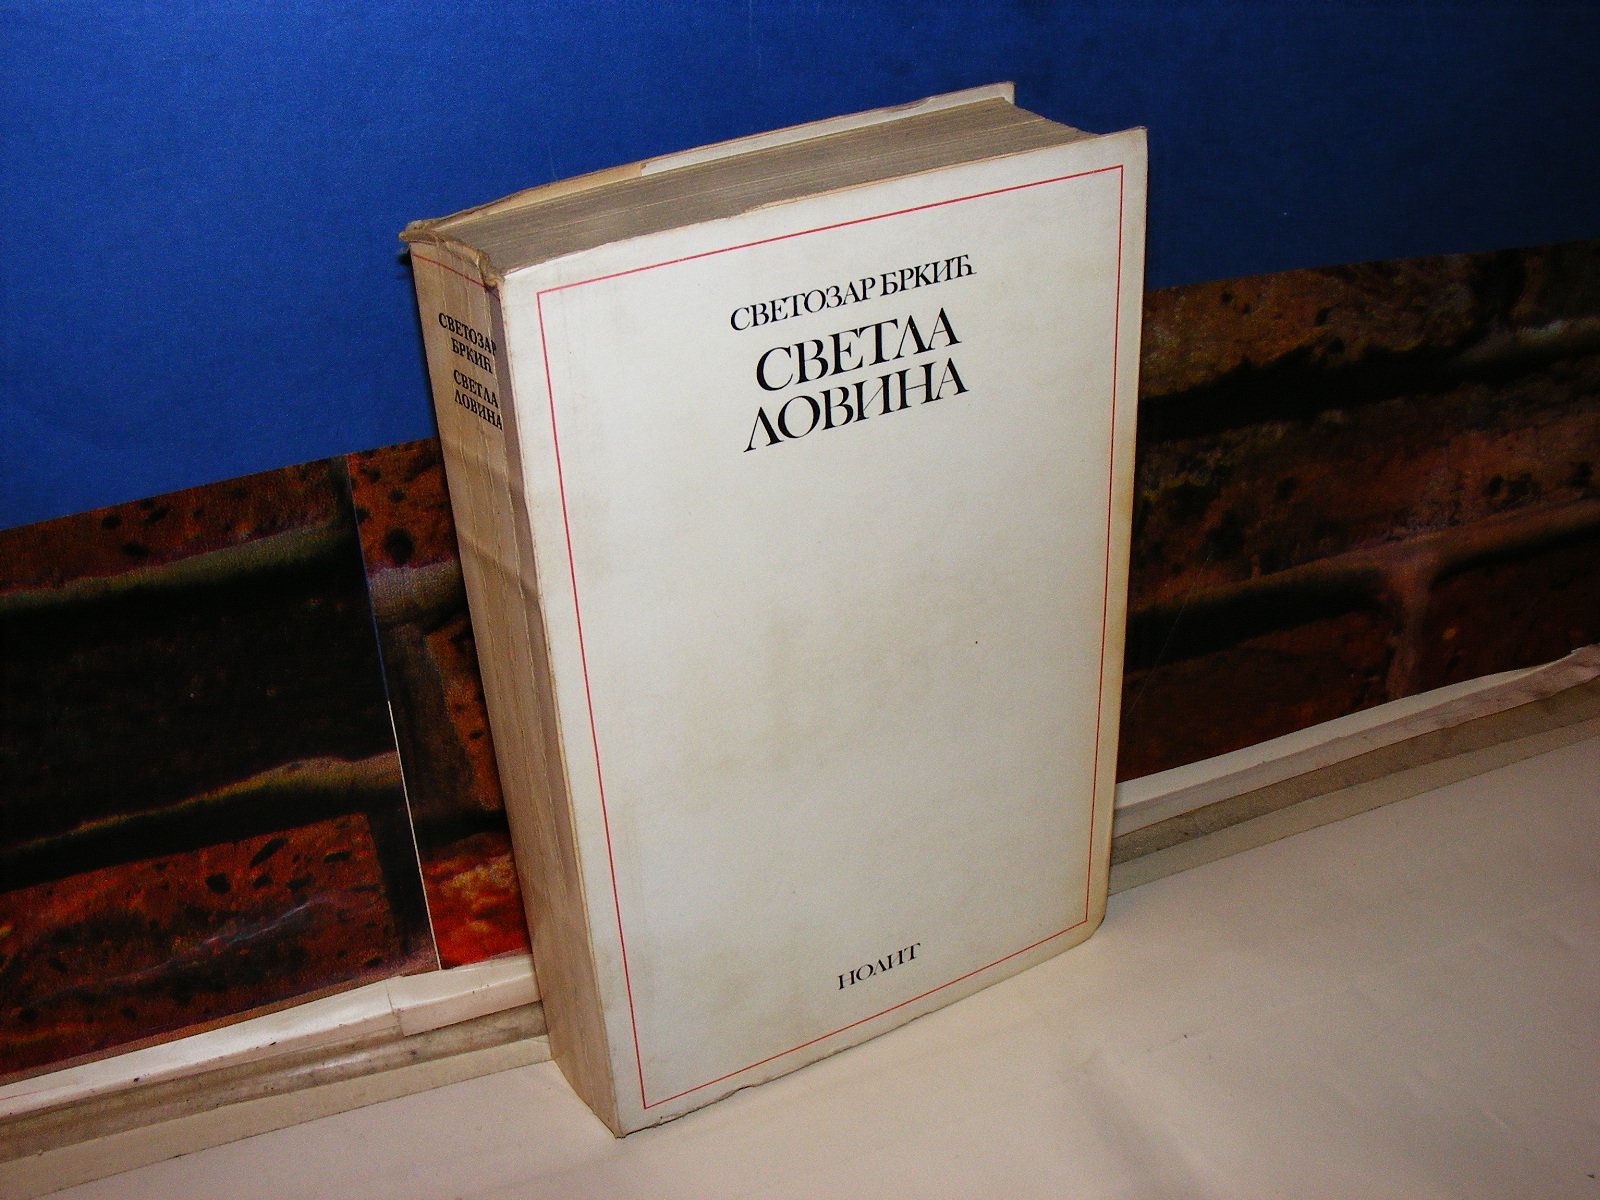 СВЕТОЗАР
БРКИЋ
СВЕТЛА
ЛОВИНА
СВЕТОЗАР БРКИЋ
СВЕТЛА
ЛОВИНА
НОЛИТ